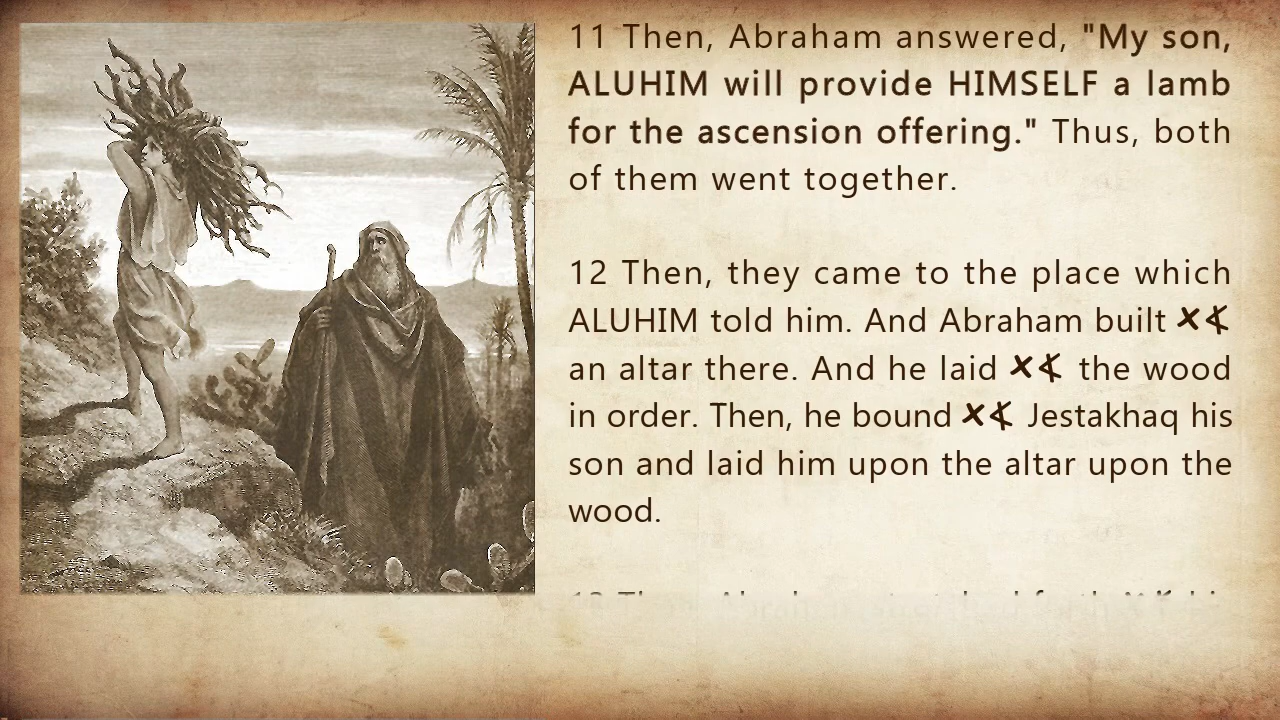 11 Then, Abraham answered, "My son,
ALUHIM will provide HIMSELF a lamb
for the ascension offering." Thus, both
of them went together.
12 Then, they came to the place which
ALUHIM told him. And Abraham built 𐤗𐤀
an altar there. And he laid 𐤗𐤀 the wood
in order. Then, he bound 𐤗𐤀 Jestakhaq his
son and laid him upon the altar upon the
wood.